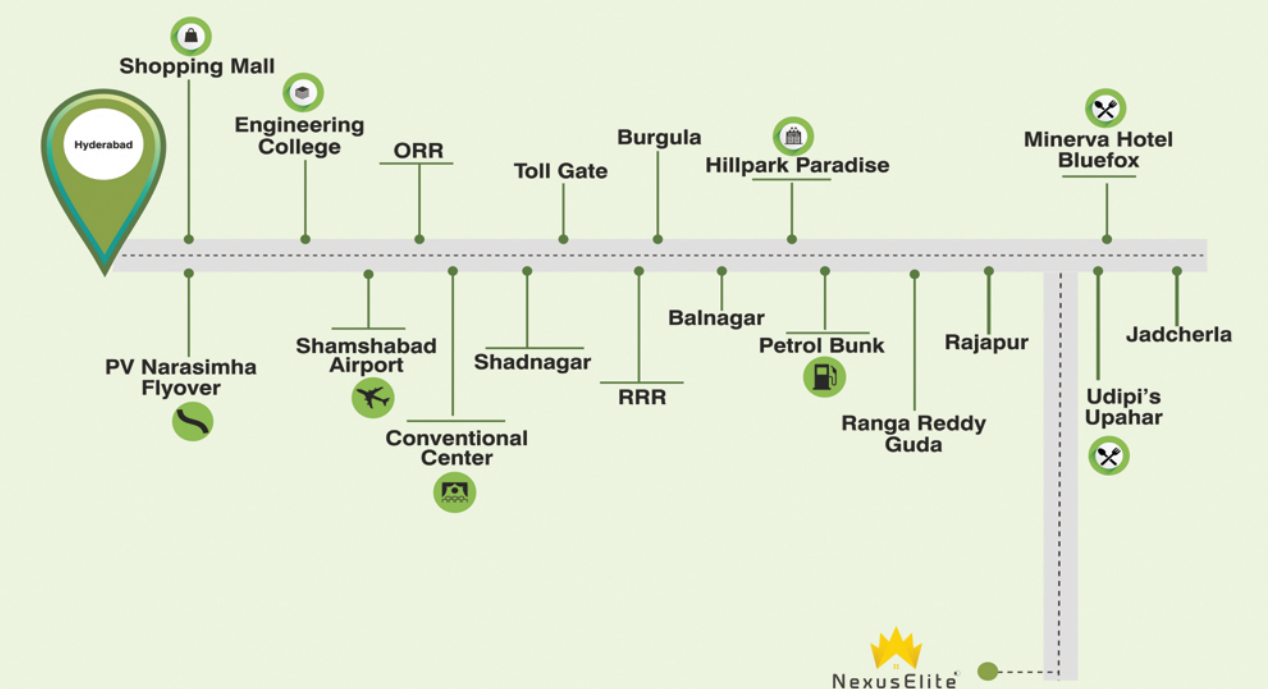 Shopping Mall
Hyderabad
Engineering
College
ORR
Toll Gate
Burgula
Hillpark Paradise
Minerva Hotel
Bluefox
PV Narasimha
Flyover
Shamshabad
Airport
Conventional
Center
Shadnagar
RRR
Balnagar
Petrol Bunk
Ranga Reddy
Guda
Rajapur
Udipi's
Upahar
Jadcherla
NexusElite